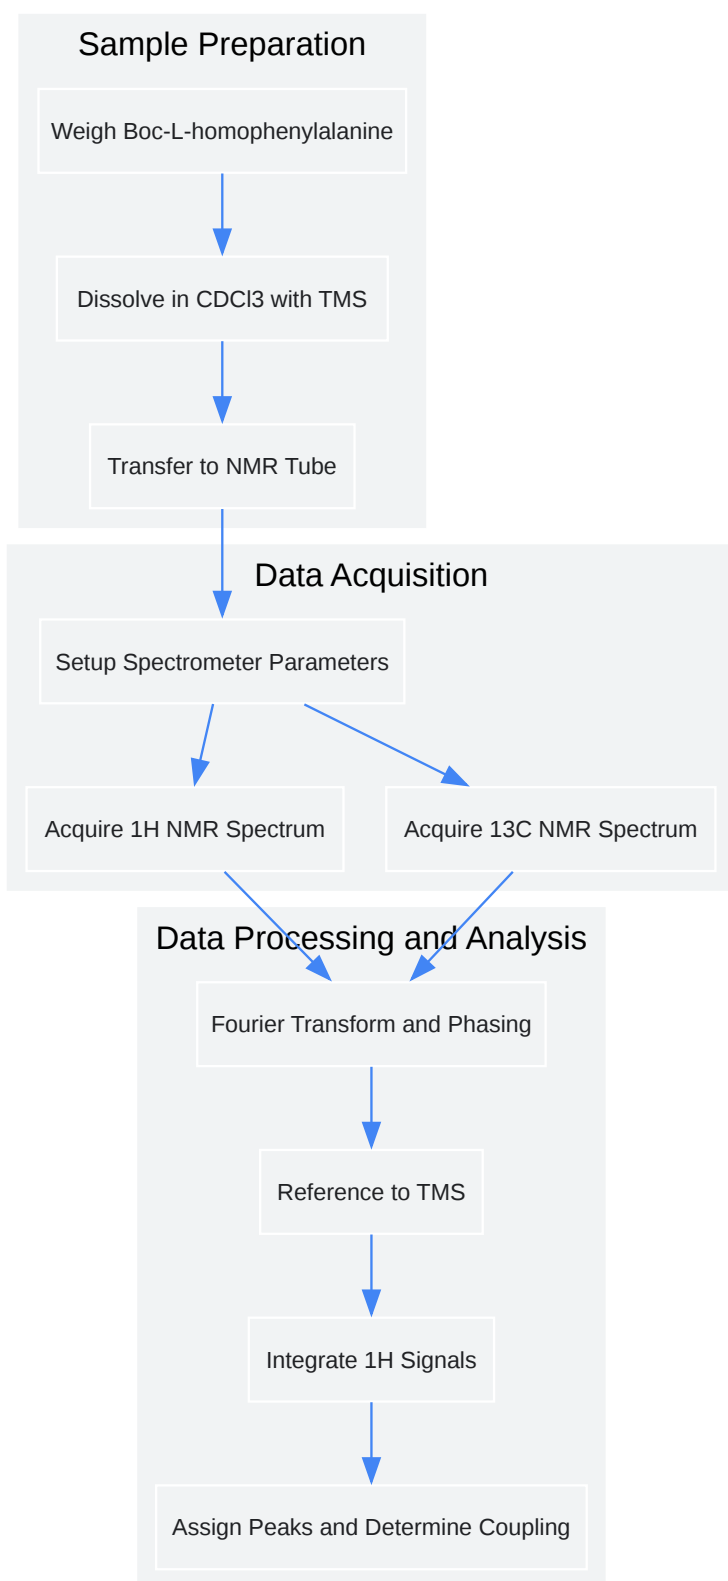 Sample Preparation
Weigh Boc-L-homophenylalanine
Dissolve in CDCl3 with TMS
Transfer to NMR Tube
Data Acquisition
Setup Spectrometer Parameters
Acquire 1H NMR Spectrum
Acquire 13C NMR Spectrum
Data Processing and Analysis
Fourier Transform and Phasing
Reference to TMS
Integrate 1H Signals
Assign Peaks and Determine Coupling